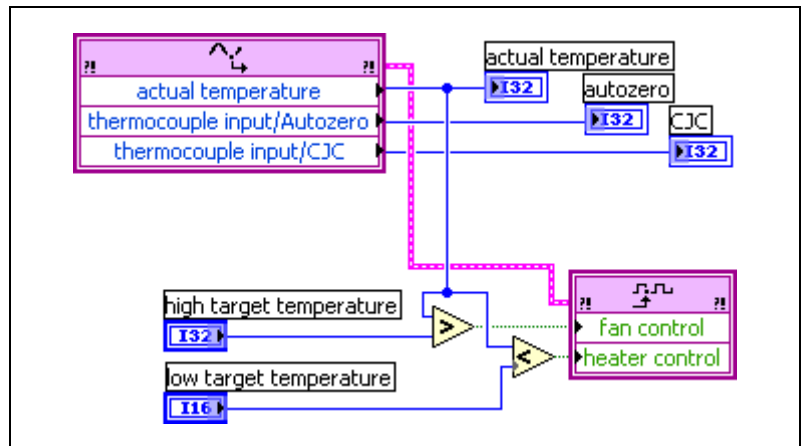 ?! ?!
actual temperature
thermocouple input/Autozero
thermocouple input/CJC
actual temperature
I32
autozero
I32
CJC
I32
high target temperature
I32
>
low target temperature
I16
<
?! ?!
fan control
heater control